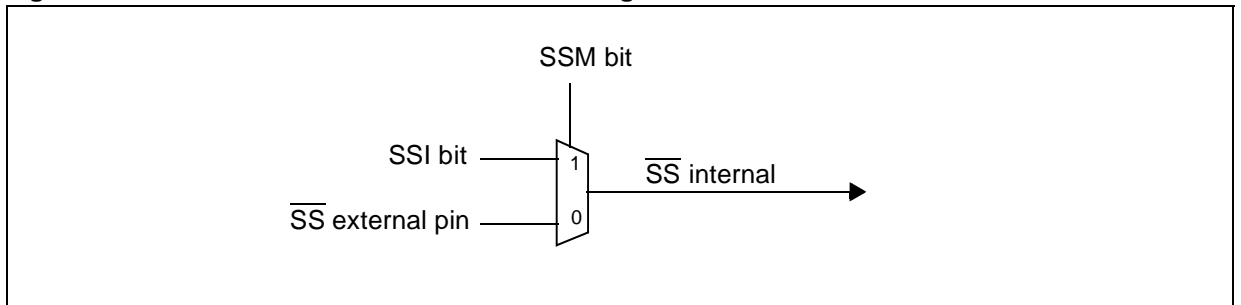 SSM bit
SSI bit
1
SS internal
SS external pin
0